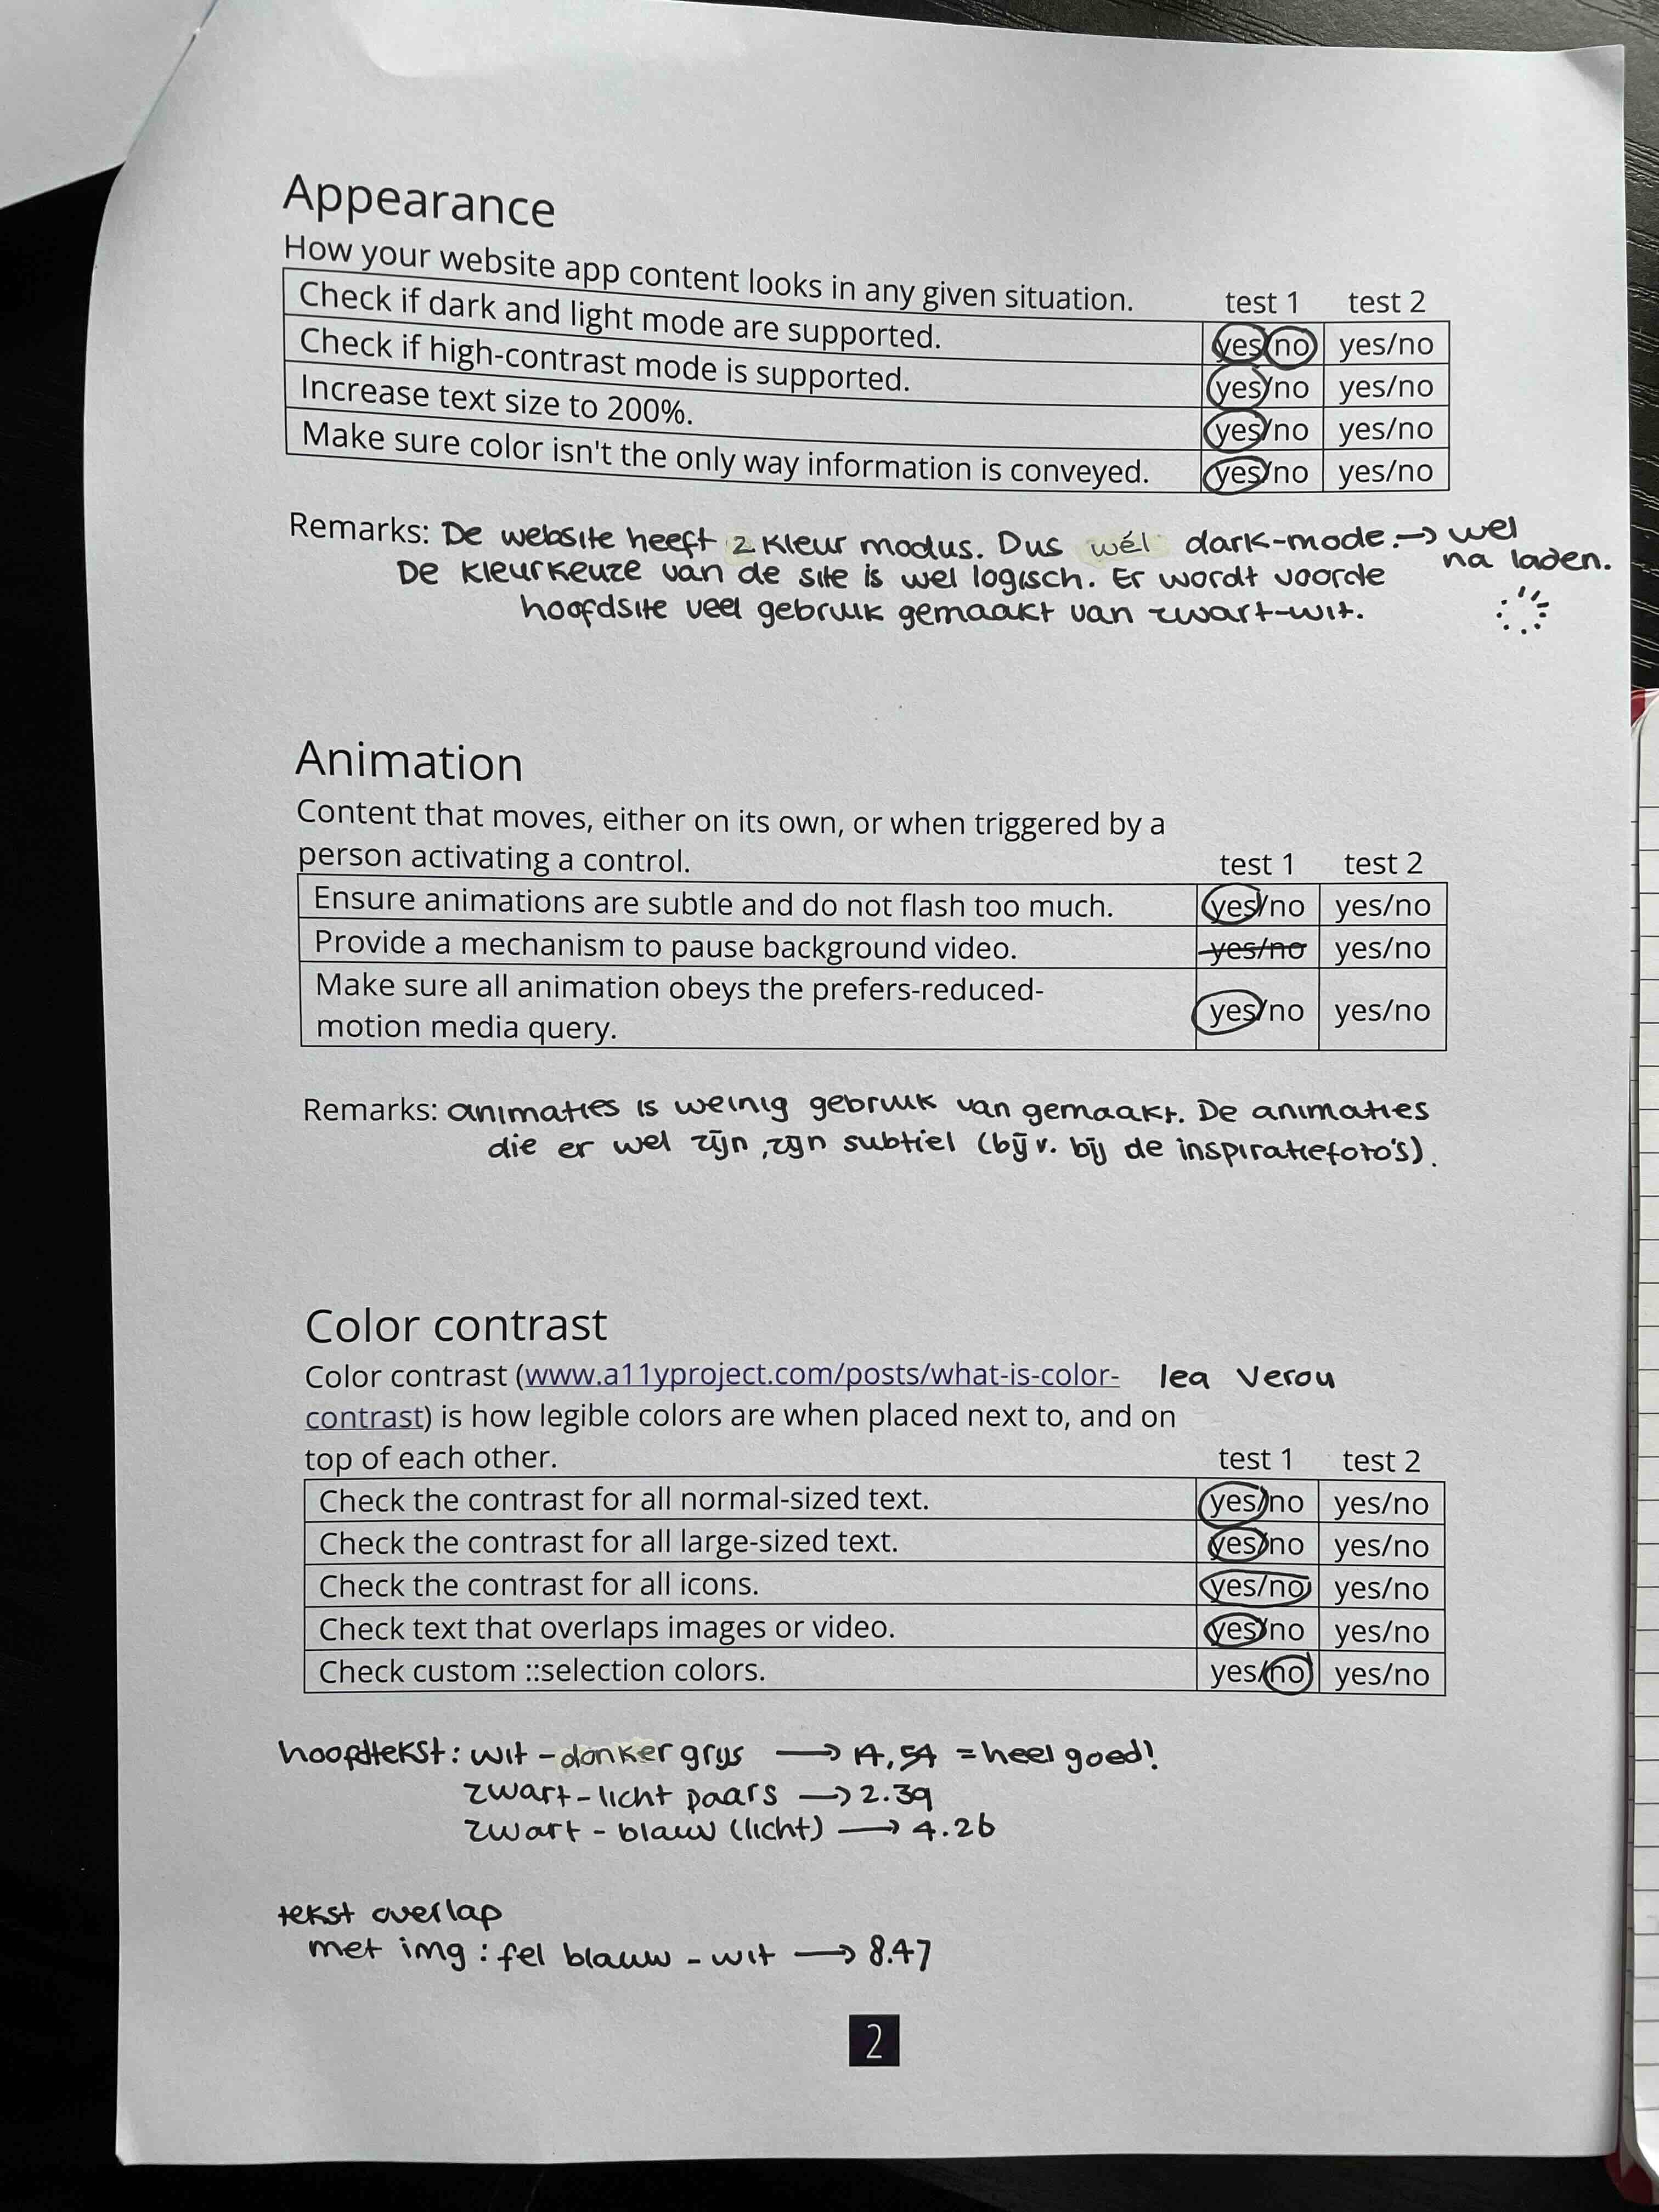 Appearance
How your website app content looks in any given situation. test 1 test 2
Check if dark and light mode are supported. yes/no yes/no
Check if high-contrast mode is supported. yes/no yes/no
Increase text size to 200%. yes/no yes/no
Make sure color isn't the only way information is conveyed. yes/no yes/no
Remarks: De website heeft 2 kleur modus. Dus wél dark-mode. → wel
na laden.
De kleurkeuze van de site is wel logisch. Er wordt voor de
hoofdsite veel gebruik gemaakt van zwart-wit.
Animation
Content that moves, either on its own, or when triggered by a
person activating a control. test 1 test 2
Ensure animations are subtle and do not flash too much. yes/no yes/no
Provide a mechanism to pause background video. yes/no yes/no
Make sure all animation obeys the prefers-reduced-
motion media query. yes/no yes/no
Remarks: animaties is weinig gebruik van gemaakt. De animaties
die er wel zijn, zijn subtiel (bijv. bij de inspiratiefoto's).
Color contrast
Color contrast (www.a11yproject.com/posts/what-is-color- lea Verou
contrast) is how legible colors are when placed next to, and on
top of each other. test 1 test 2
Check the contrast for all normal-sized text. yes/no yes/no
Check the contrast for all large-sized text. yes/no yes/no
Check the contrast for all icons. yes/no yes/no
Check text that overlaps images or video. yes/no yes/no
Check custom ::selection colors. yes/no yes/no
hoofdtekst: wit - donker grijs → 14,54 = heel goed!
zwart - licht paars → 2.39
zwart - blauw (licht) → 4.26
tekst overlap
met img: fel blauw - wit → 8.47
2